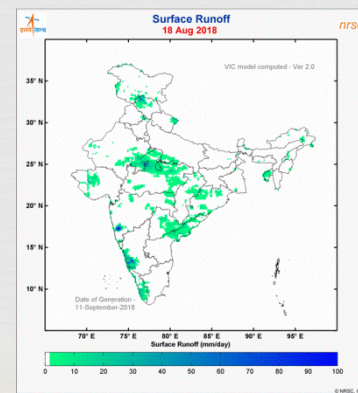 Surface Runoff
18 Aug 2018
nrsc
VIC model computed - Ver 2.0
35° N
30° N
25° N
20° N
15° N
10° N
Date of Generation -
11-September-2018
70° E 75° E 80° E 85° E 90° E 95° E
Surface Runoff (mm/day)
0 10 20 30 40 50 60 70 80 90 100
© NRSC,